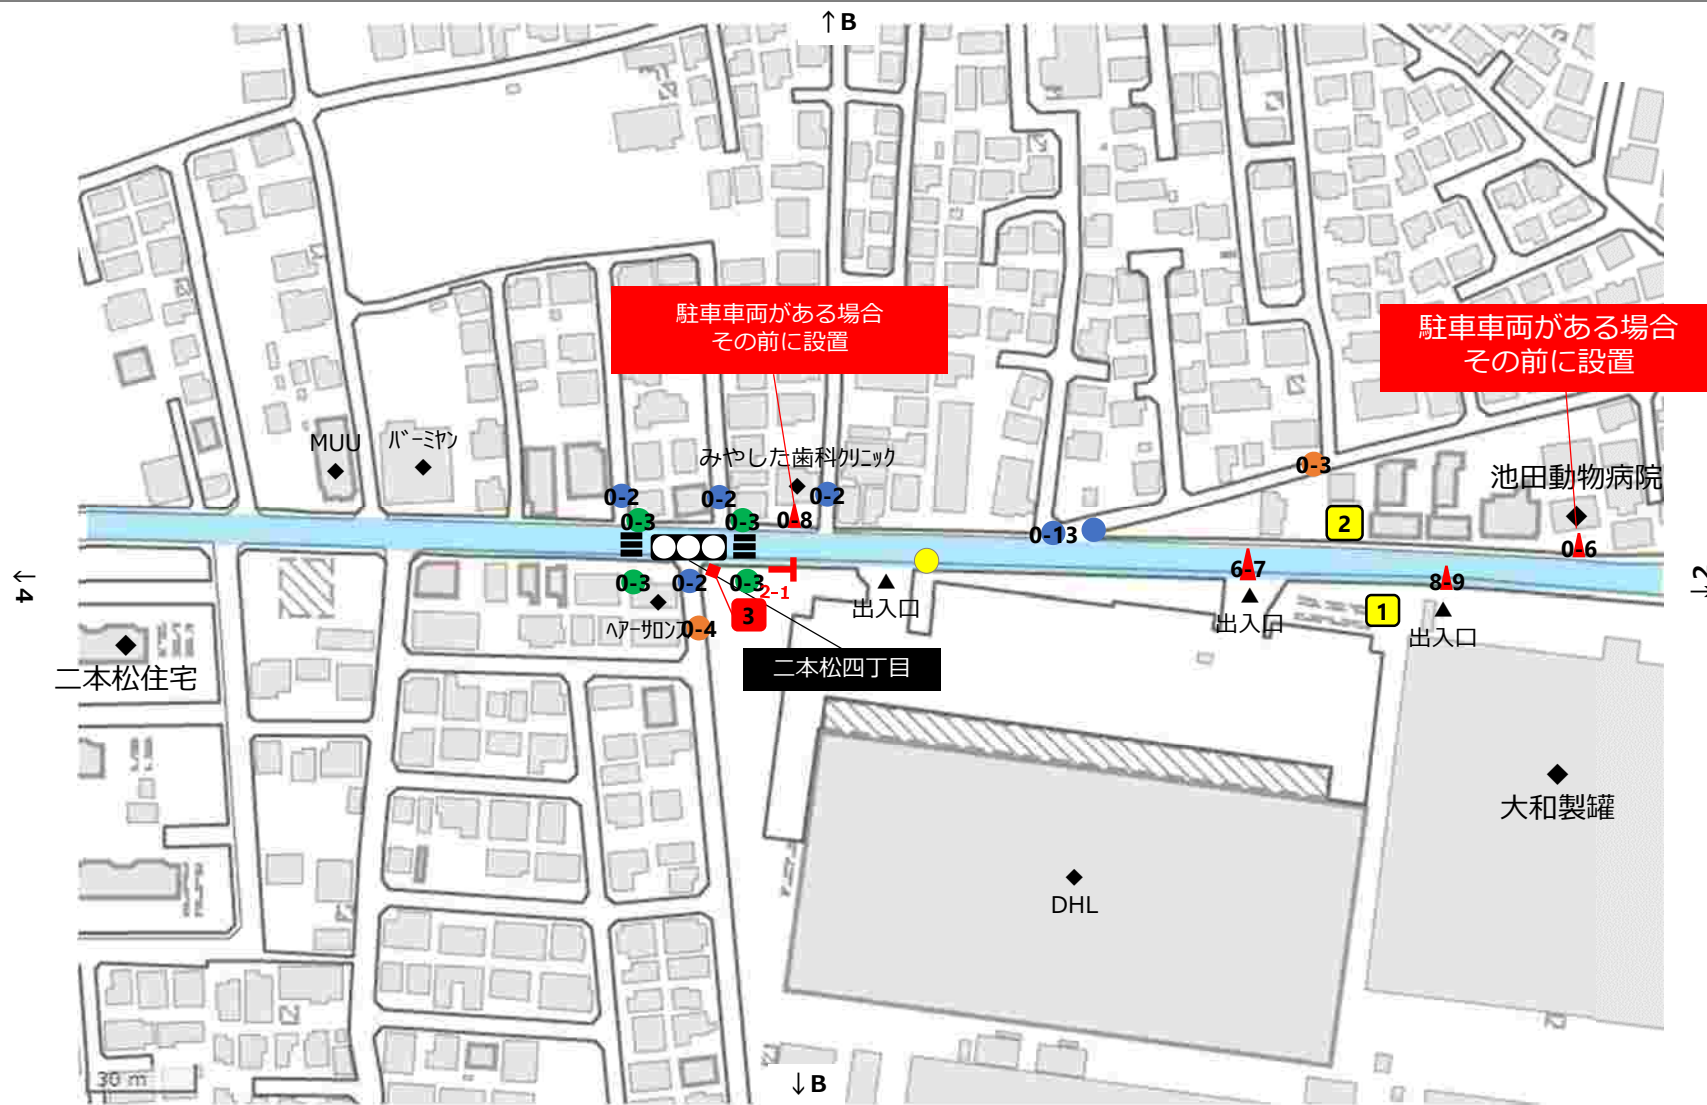 ↑B
駐車車両がある場合
その前に設置
駐車車両がある場合
その前に設置
MUU
バーミヤン
みやした歯科クリニック
池田動物病院
0-3
0-2
0-2
0-2
0-3
0-3
0-8
0-13
2
0-6
6-7
8-9
↓4
→2
0-3
0-2
0-3
2-1
出入口
出入口
出入口
1
3
ヘアーサロンズ
0-4
二本松四丁目
二本松住宅
大和製罐
DHL
30 m
↓B